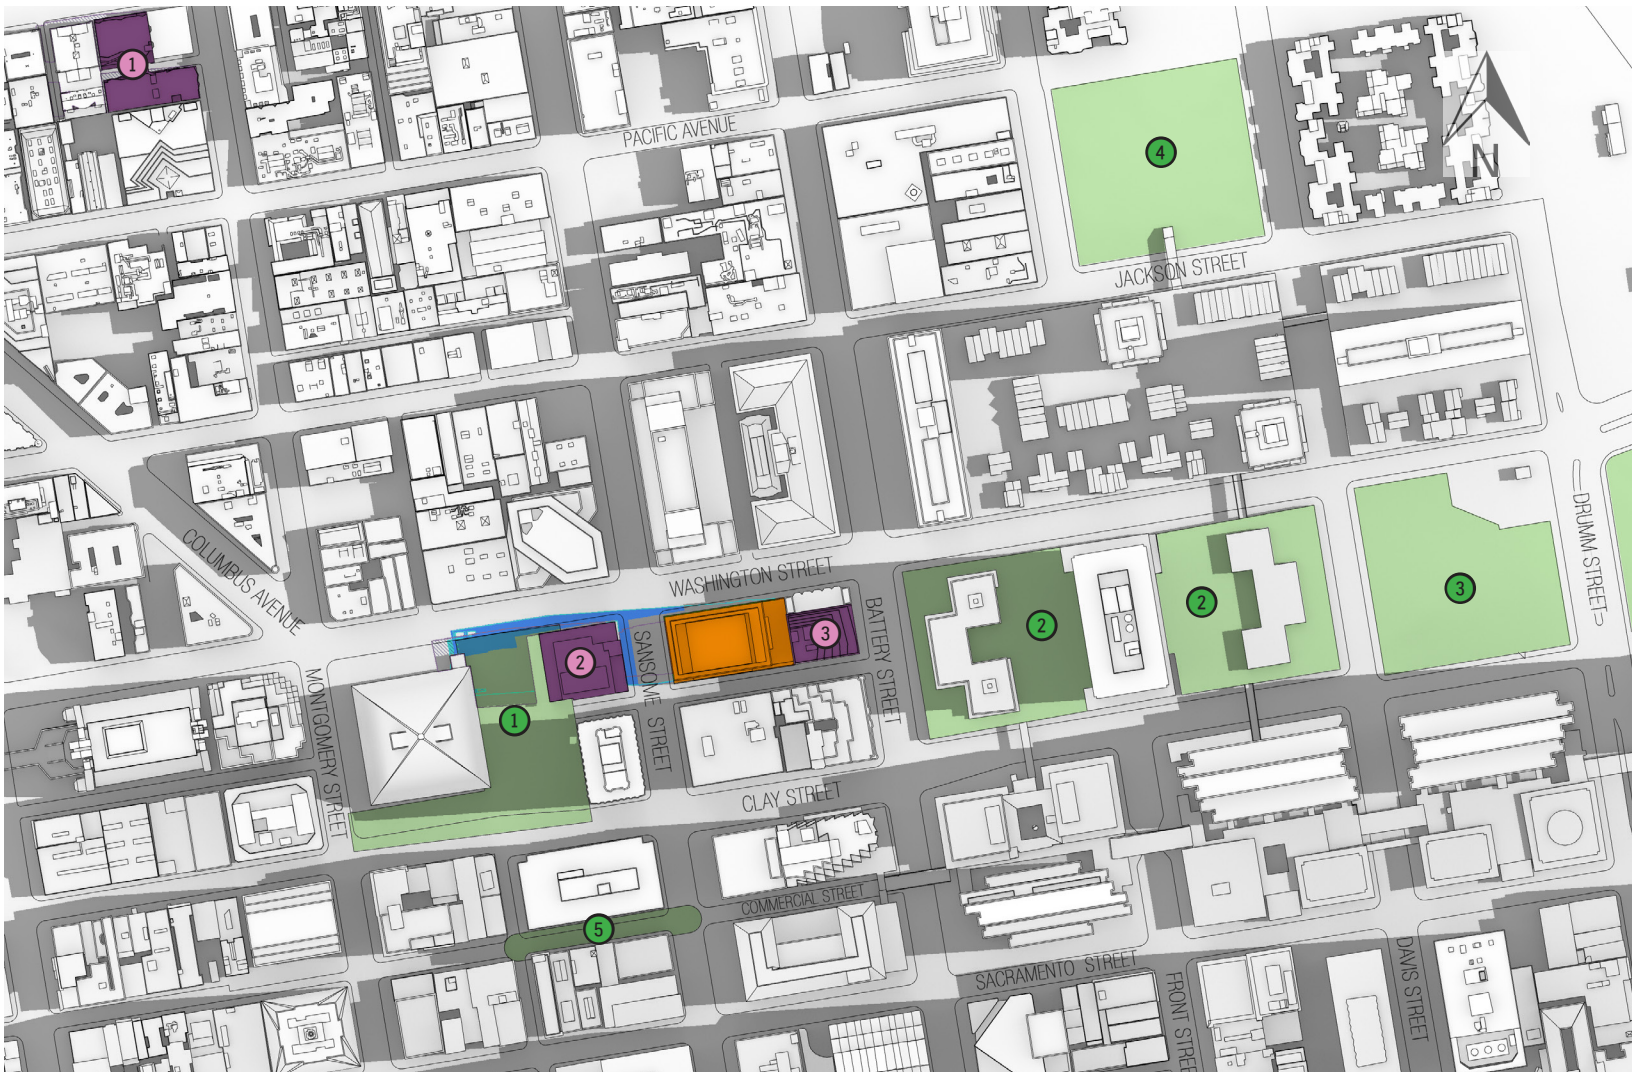 1
PACIFIC AVENUE
4
N
JACKSON STREET
COLUMBUS AVENUE
WASHINGTON STREET
DRUMM STREET
2
3
2
2
3
SANSOME STREET
BATTERY STREET
MONTGOMERY STREET
1
CLAY STREET
COMMERCIAL STREET
5
SACRAMENTO STREET
FRONT STREET
DAVIS STREET